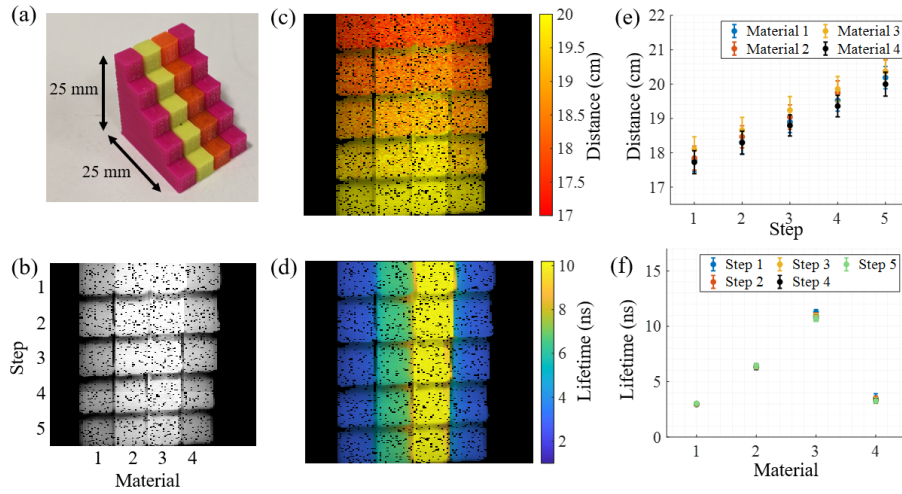 (a)
25 mm
25 mm
(b)
Step
1
2
3
4
5
1 2 3 4
Material
(c)
20
19.5
19
18.5
18
17.5
17
Distance (cm)
(d)
10
8
6
4
2
Lifetime (ns)
(e)
Material 1
Material 3
Material 2
Material 4
Distance (cm)
21
20
19
18
17
1 2 3 4 5
Step
(f)
Step 1
Step 3
Step 5
Step 2
Step 4
Lifetime (ns)
15
10
5
0
1 2 3 4
Material